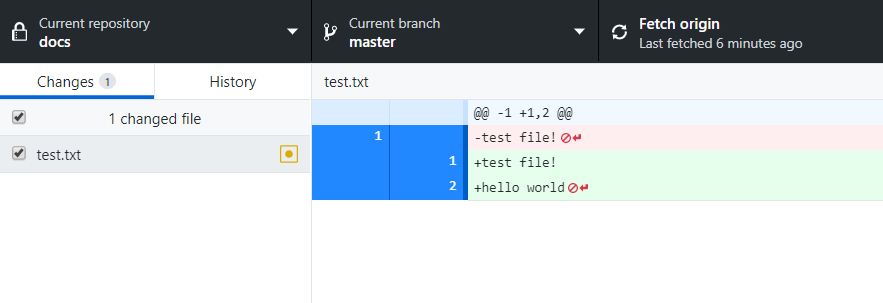 Current repository
docs
Current branch
master
Fetch origin
Last fetched 6 minutes ago
Changes 1
History
test.txt
1 changed file
test.txt
@@ -1 +1,2 @@
1 -test file!
1 +test file!
2 +hello world